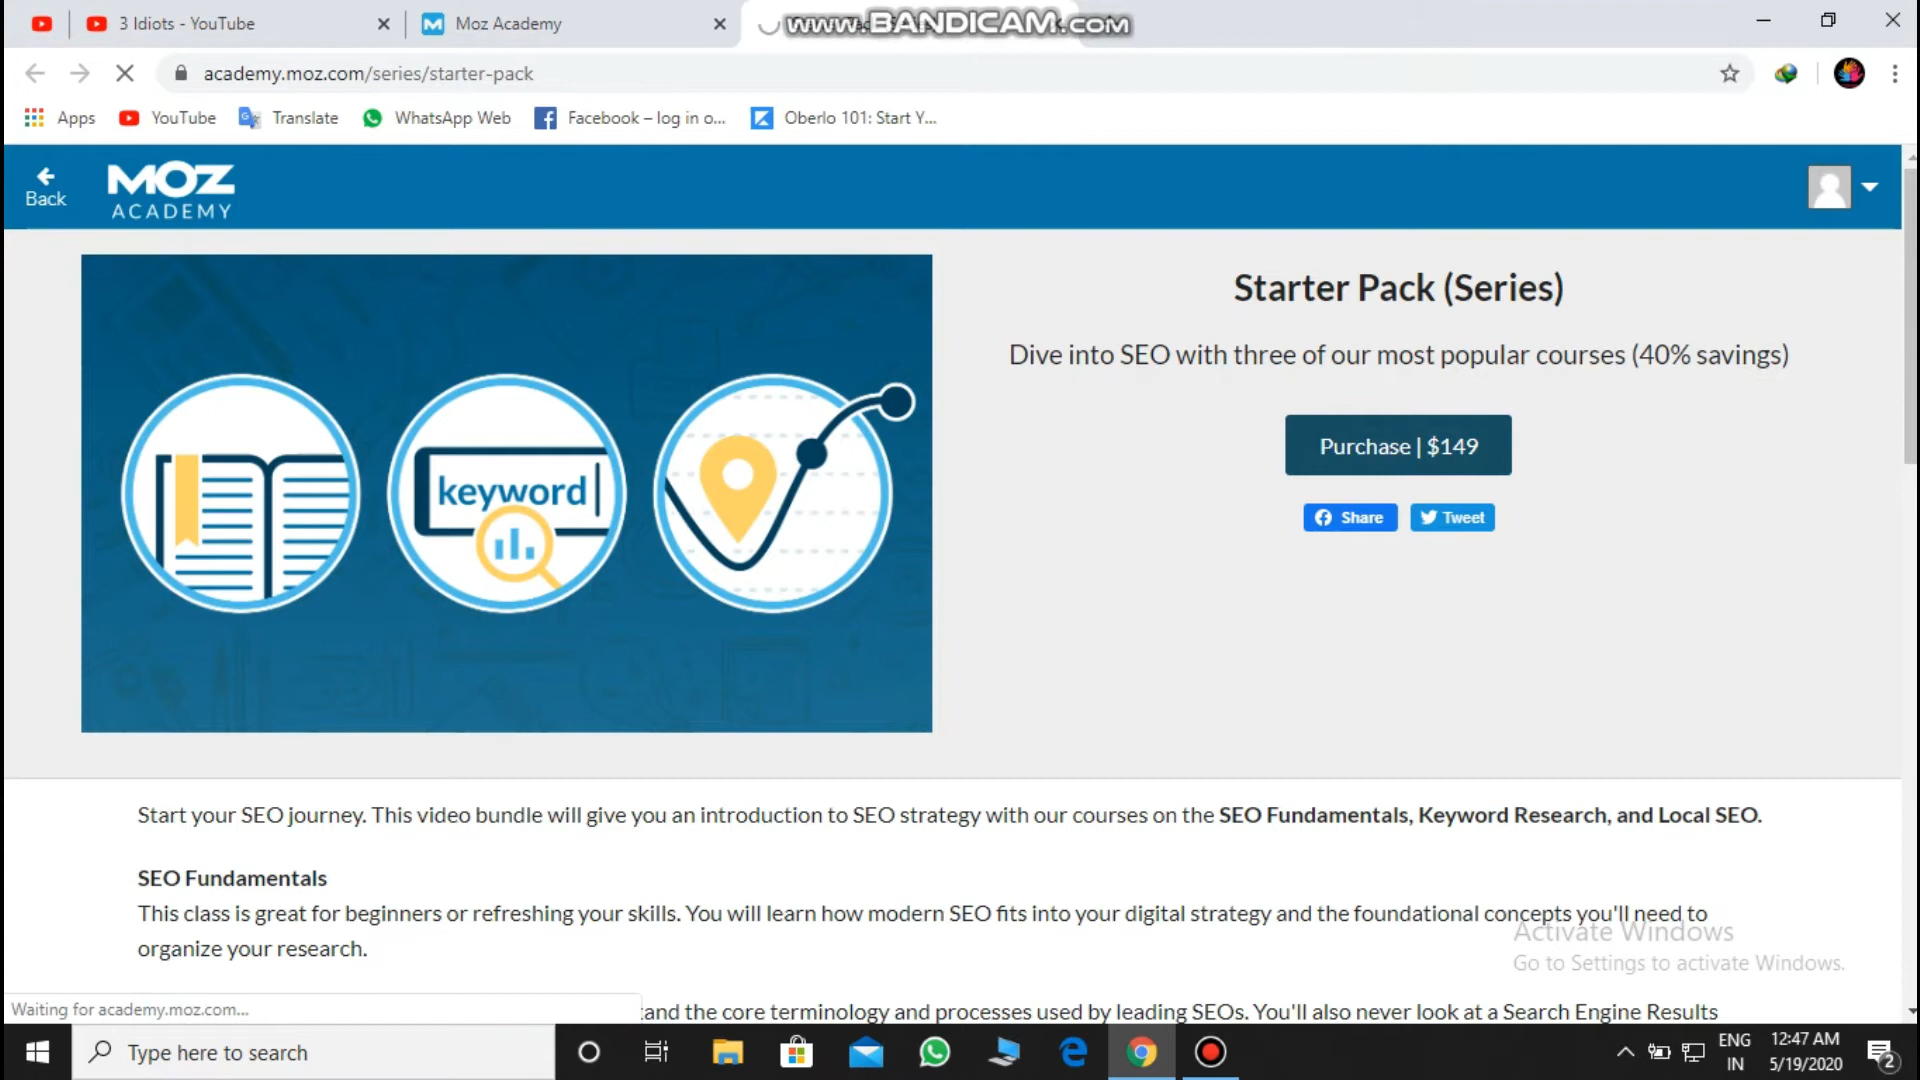 3 Idiots - YouTube
Moz Academy
www.BANDICAM.com
academy.moz.com/series/starter-pack
Apps
YouTube
Translate
WhatsApp Web
Facebook – log in o...
Oberlo 101: Start Y...
Back
MOZ
ACADEMY
Starter Pack (Series)
Dive into SEO with three of our most popular courses (40% savings)
Purchase | $149
Share
Tweet
keyword
Start your SEO journey. This video bundle will give you an introduction to SEO strategy with our courses on the SEO Fundamentals, Keyword Research, and Local SEO.
SEO Fundamentals
This class is great for beginners or refreshing your skills. You will learn how modern SEO fits into your digital strategy and the foundational concepts you'll need to
organize your research.
Activate Windows
Go to Settings to activate Windows.
Waiting for academy.moz.com...
and the core terminology and processes used by leading SEOs. You'll also never look at a Search Engine Results
Type here to search
ENG
IN
12:47 AM
5/19/2020
2